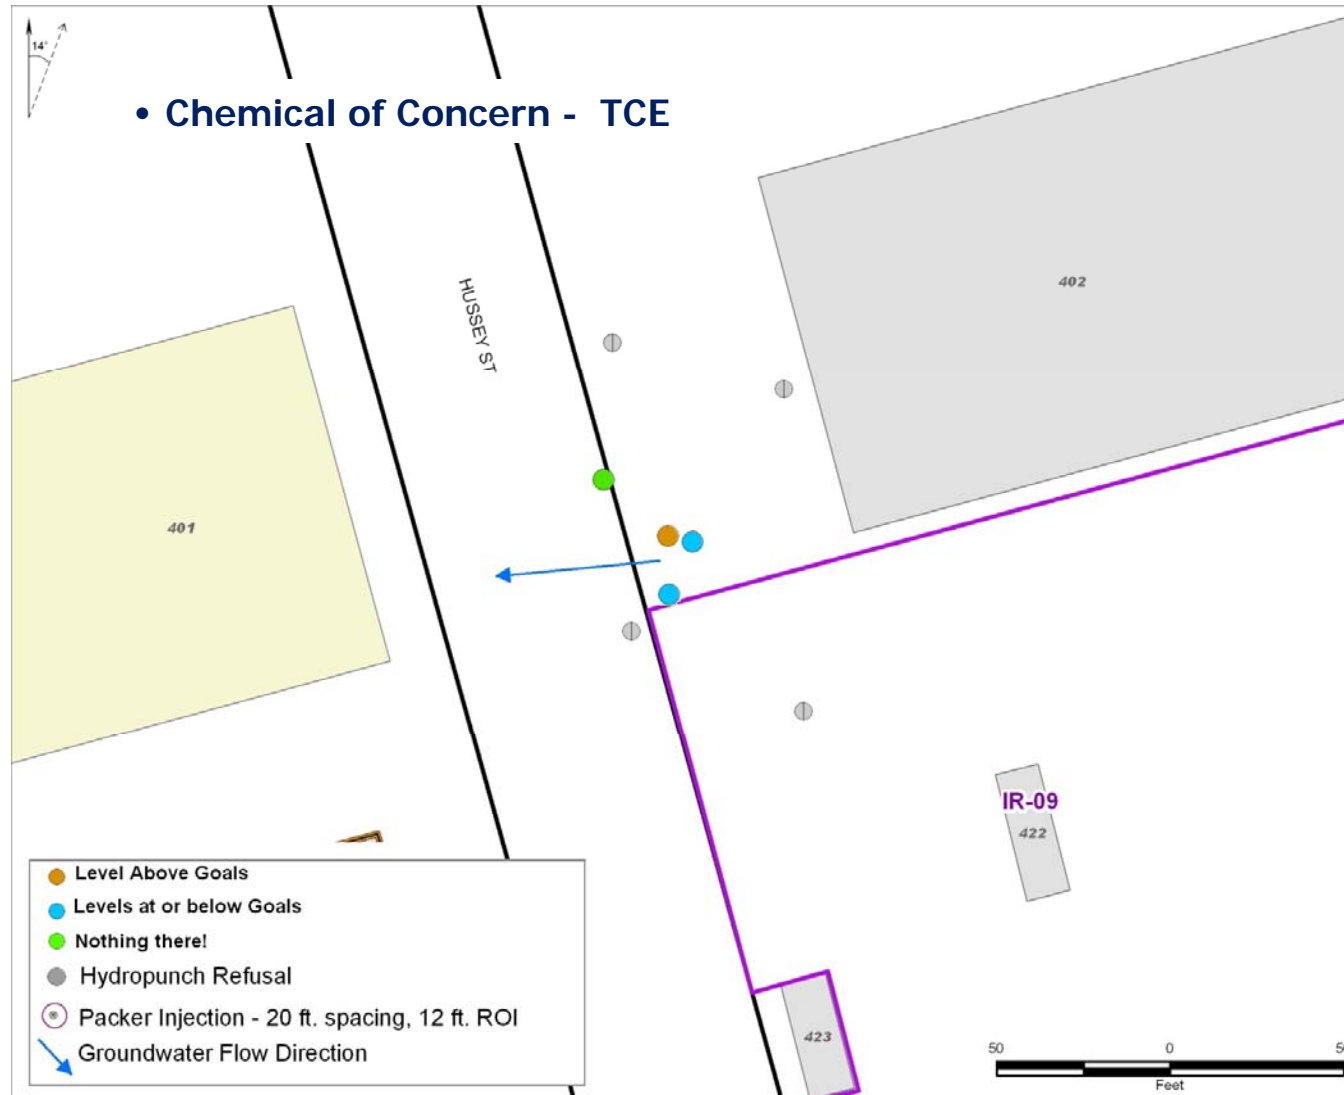 14°
• Chemical of Concern - TCE
402
HUSSEY ST
401
IR-09
422
423
Level Above Goals
Levels at or below Goals
Nothing there!
Hydropunch Refusal
Packer Injection - 20 ft. spacing, 12 ft. ROI
Groundwater Flow Direction
50 0
Feet